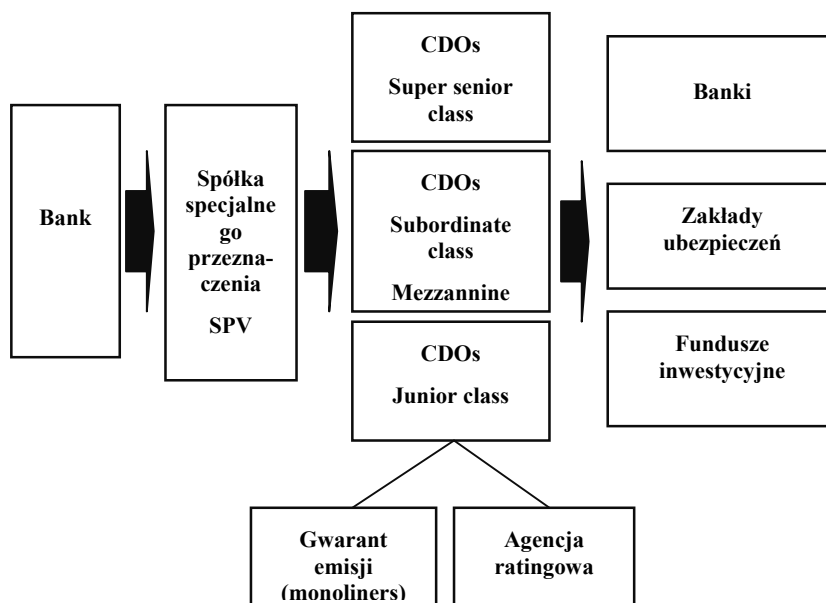 Bank
Spółka
specjalne
go
przezna-
czenia
SPV
CDOs
Super senior
class
CDOs
Subordinate
class
Mezzannine
CDOs
Junior class
Banki
Zakłady
ubezpieczeń
Fundusze
inwestycyjne
Gwarant
emisji
(monoliners)
Agencja
ratingowa